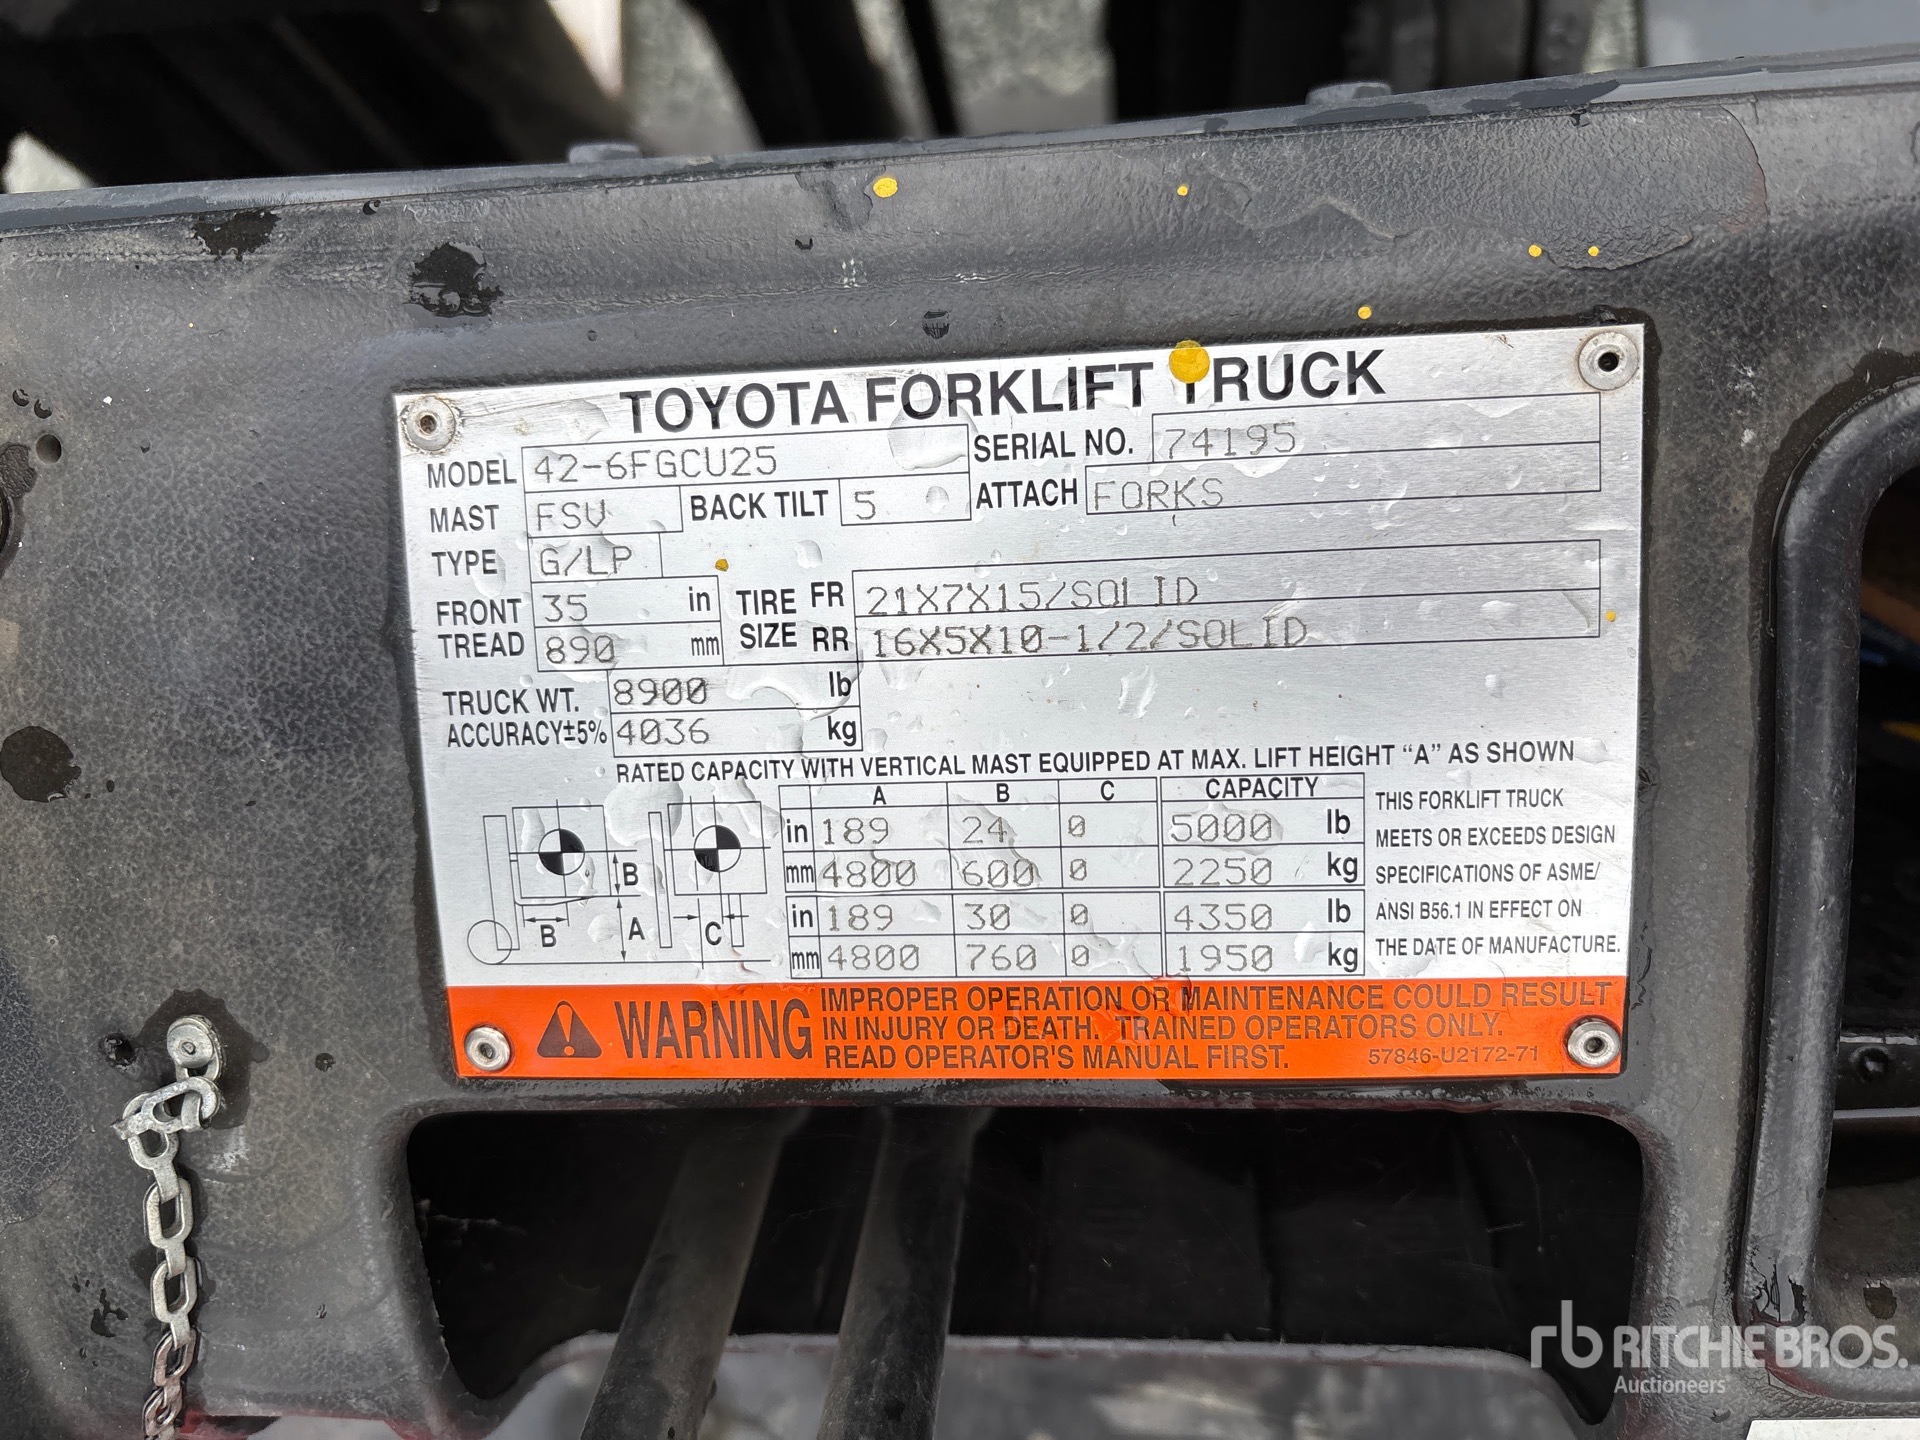 TOYOTA FORKLIFT TRUCK
MODEL 42-6FGCU25 SERIAL NO. 74195
MAST FSV BACK TILT 5 ATTACH FORKS
TYPE G/LP
FRONT TREAD 35 in TIRE SIZE FR 21X7X15/SOLID
890 mm RR 16X5X10-1/2/SOLID
TRUCK WT. 8900 lb
ACCURACY±5% 4036 kg
RATED CAPACITY WITH VERTICAL MAST EQUIPPED AT MAX. LIFT HEIGHT "A" AS SHOWN
A B C CAPACITY
in 189 24 0 5000 lb
mm 4800 600 0 2250 kg
in 189 30 0 4350 lb
mm 4800 760 0 1950 kg
B
B A C
THIS FORKLIFT TRUCK
MEETS OR EXCEEDS DESIGN
SPECIFICATIONS OF ASME/
ANSI B56.1 IN EFFECT ON
THE DATE OF MANUFACTURE.
WARNING
IMPROPER OPERATION OR MAINTENANCE COULD RESULT
IN INJURY OR DEATH. TRAINED OPERATORS ONLY.
READ OPERATOR'S MANUAL FIRST. 57846-U2172-71
rb RITCHIE BROS.
Auctioneers